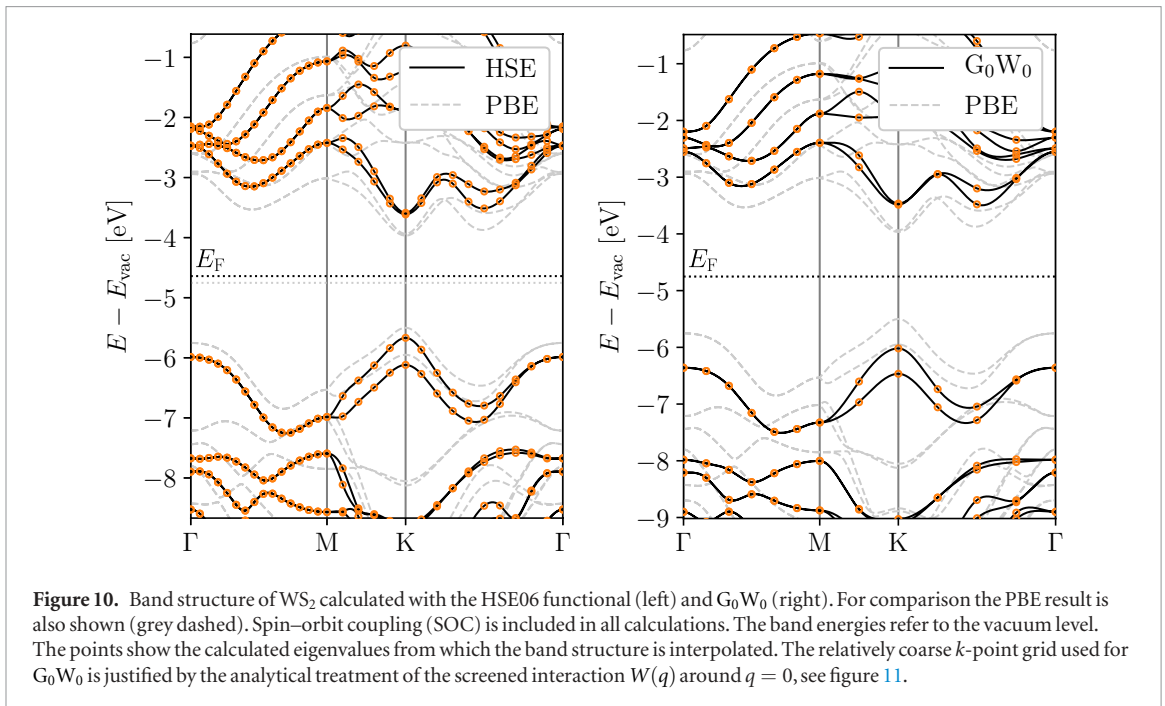 −1
−2
−3
−4
−5
−6
−7
−8
E − E_vac [eV]
HSE
PBE
E_F
Γ
M
K
Γ
−1
−2
−3
−4
−5
−6
−7
−8
−9
E − E_vac [eV]
G₀W₀
PBE
E_F
Γ
M
K
Γ
Figure 10. Band structure of WS₂ calculated with the HSE06 functional (left) and G₀W₀ (right). For comparison the PBE result is
also shown (grey dashed). Spin–orbit coupling (SOC) is included in all calculations. The band energies refer to the vacuum level.
The points show the calculated eigenvalues from which the band structure is interpolated. The relatively coarse k-point grid used for
G₀W₀ is justified by the analytical treatment of the screened interaction W(q) around q = 0, see figure 11.